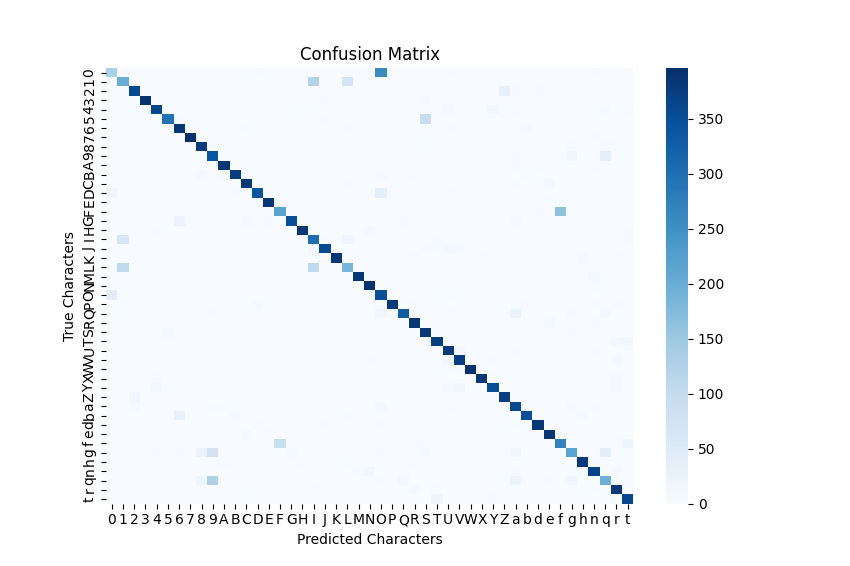 Confusion Matrix
True Characters
0
1
2
3
4
5
6
7
8
9
A
B
C
D
E
F
G
H
I
J
K
L
M
N
O
P
Q
R
S
T
U
V
W
X
Y
Z
a
b
d
e
f
g
h
n
q
r
t
0 1 2 3 4 5 6 7 8 9 A B C D E F G H I J K L M N O P Q R S T U V W X Y Z a b d e f g h n q r t
Predicted Characters
350
300
250
200
150
100
50
0